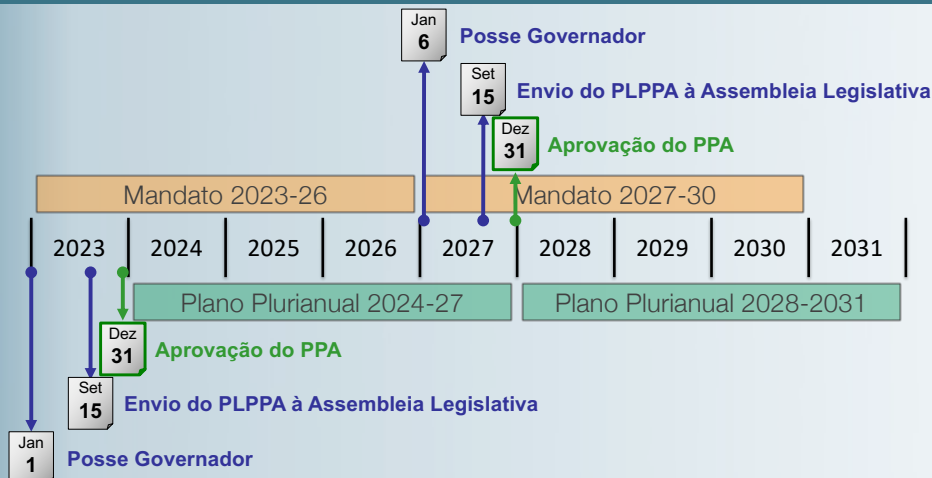 Jan
6
Posse Governador
Set
15
Envio do PLPPA à Assembleia Legislativa
Dez
31
Aprovação do PPA
Mandato 2023-26
Mandato 2027-30
2023
2024
2025
2026
2027
2028
2029
2030
2031
Plano Plurianual 2024-27
Plano Plurianual 2028-2031
Dez
31
Aprovação do PPA
Set
15
Envio do PLPPA à Assembleia Legislativa
Jan
1
Posse Governador